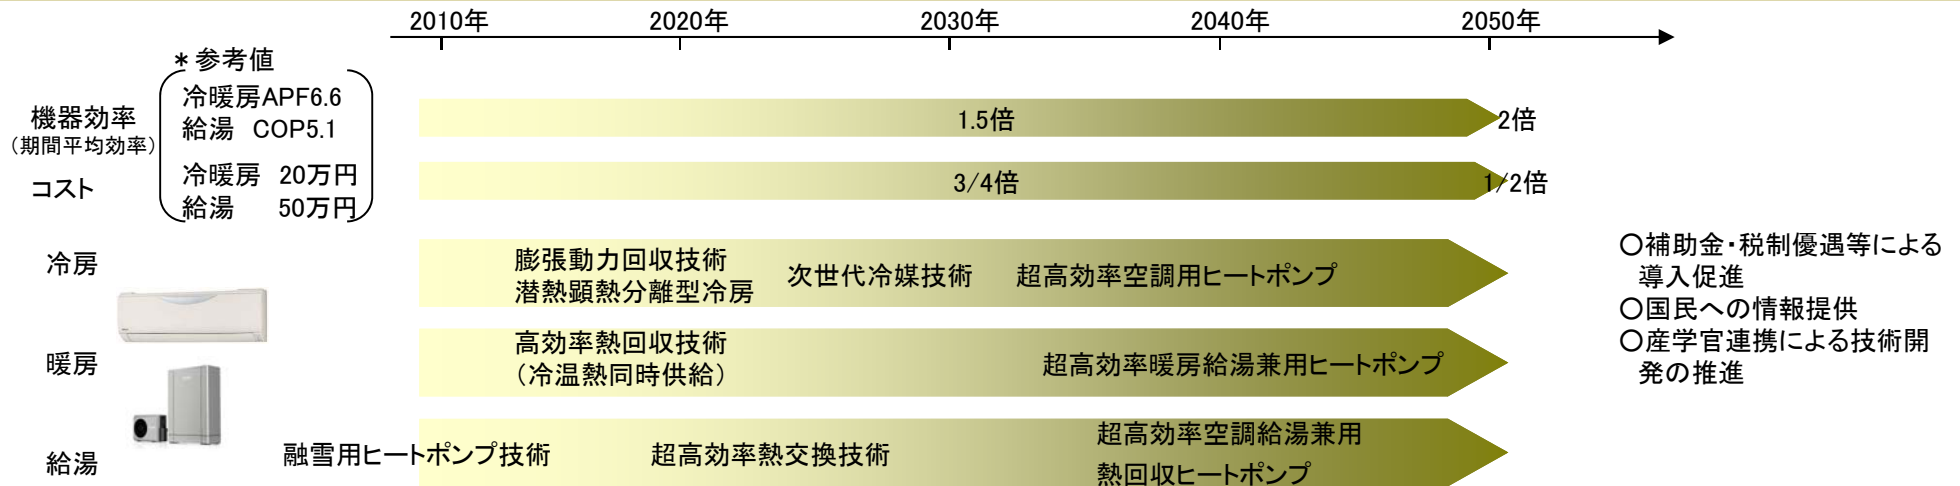 2010年 2020年 2030年 2040年 2050年
＊参考値
冷暖房APF6.6
給湯 COP5.1
冷暖房 20万円
給湯 50万円
機器効率
（期間平均効率）
1.5倍 2倍
コスト
3/4倍 1/2倍
冷房
膨張動力回収技術
潜熱顕熱分離型冷房
次世代冷媒技術
超高効率空調用ヒートポンプ
暖房
高効率熱回収技術
（冷温熱同時供給）
超高効率暖房給湯兼用ヒートポンプ
給湯
融雪用ヒートポンプ技術
超高効率熱交換技術
超高効率空調給湯兼用
熱回収ヒートポンプ
○補助金・税制優遇等による
導入促進
○国民への情報提供
○産学官連携による技術開
発の推進